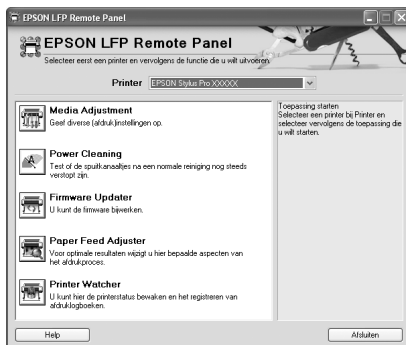 EPSON LFP Remote Panel
EPSON LFP Remote Panel
Selecteer eerst een printer en vervolgens de functie die u wilt uitvoeren.
Printer EPSON Stylus Pro XXXXX
Media Adjustment
Geef diverse (afdruk)instellingen op.
Power Cleaning
Test of de spuitkanaaltjes na een normale reiniging nog steeds
verstopt zijn.
Firmware Updater
U kunt de firmware bijwerken.
Paper Feed Adjuster
Voor optimale resultaten wijzigt u hier bepaalde aspecten van
het afdrukproces.
Printer Watcher
U kunt hier de printerstatus bewaken en het registreren van
afdruklogboeken.
Toepassing starten
Selecteer een printer bij Printer en
selecteer vervolgens de toepassing die
u wilt starten.
Help
Afsluiten